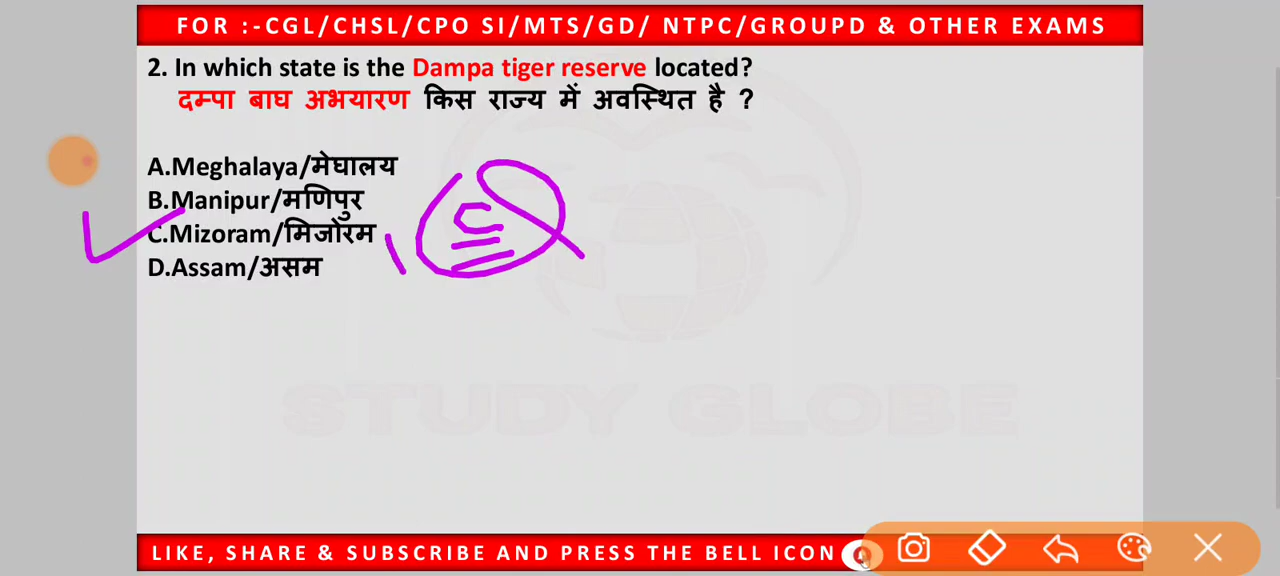 FOR :-CGL/CHSL/CPO SI/MTS/GD/ NTPC/GROUPD & OTHER EXAMS
2. In which state is the Dampa tiger reserve located?
दम्पा बाघ अभयारण किस राज्य में अवस्थित है ?
A.Meghalaya/मेघालय
B.Manipur/मणिपुर
C.Mizoram/मिजोरम
D.Assam/असम
C
STUDY GLOBE
LIKE, SHARE & SUBSCRIBE AND PRESS THE BELL ICON